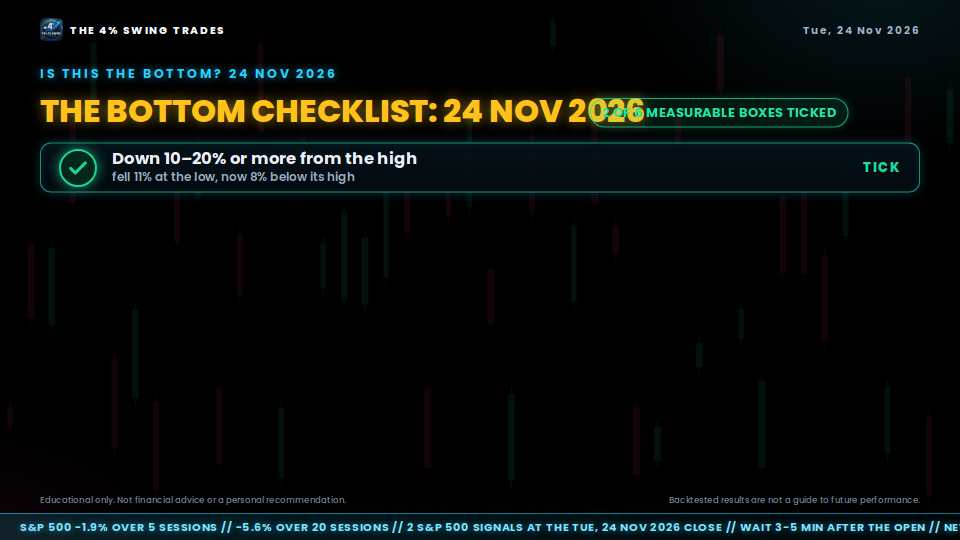 THE 4% SWING TRADES
Tue, 24 Nov 2026
IS THIS THE BOTTOM? 24 NOV 2026
THE BOTTOM CHECKLIST: 24 NOV 2026
MEASURABLE BOXES TICKED
Down 10–20% or more from the high
fell 11% at the low, now 8% below its high
TICK
Educational only. Not financial advice or a personal recommendation.
Backtested results are not a guide to future performance.
S&P 500 -1.9% OVER 5 SESSIONS // -5.6% OVER 20 SESSIONS // 2 S&P 500 SIGNALS AT THE TUE, 24 NOV 2026 CLOSE // WAIT 3-5 MIN AFTER THE OPEN //